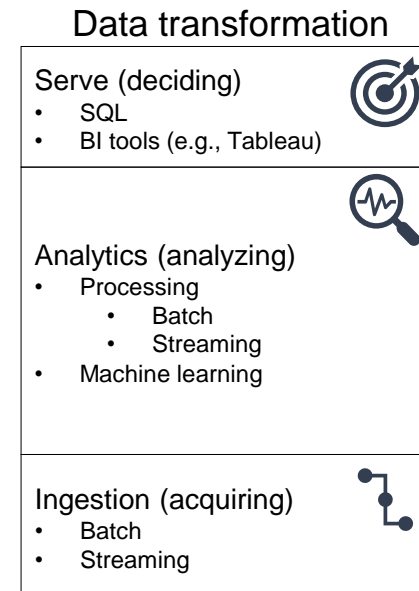 Data transformation
Serve (deciding)
• SQL
• BI tools (e.g., Tableau)
Analytics (analyzing)
• Processing
• Batch
• Streaming
• Machine learning
Ingestion (acquiring)
• Batch
• Streaming